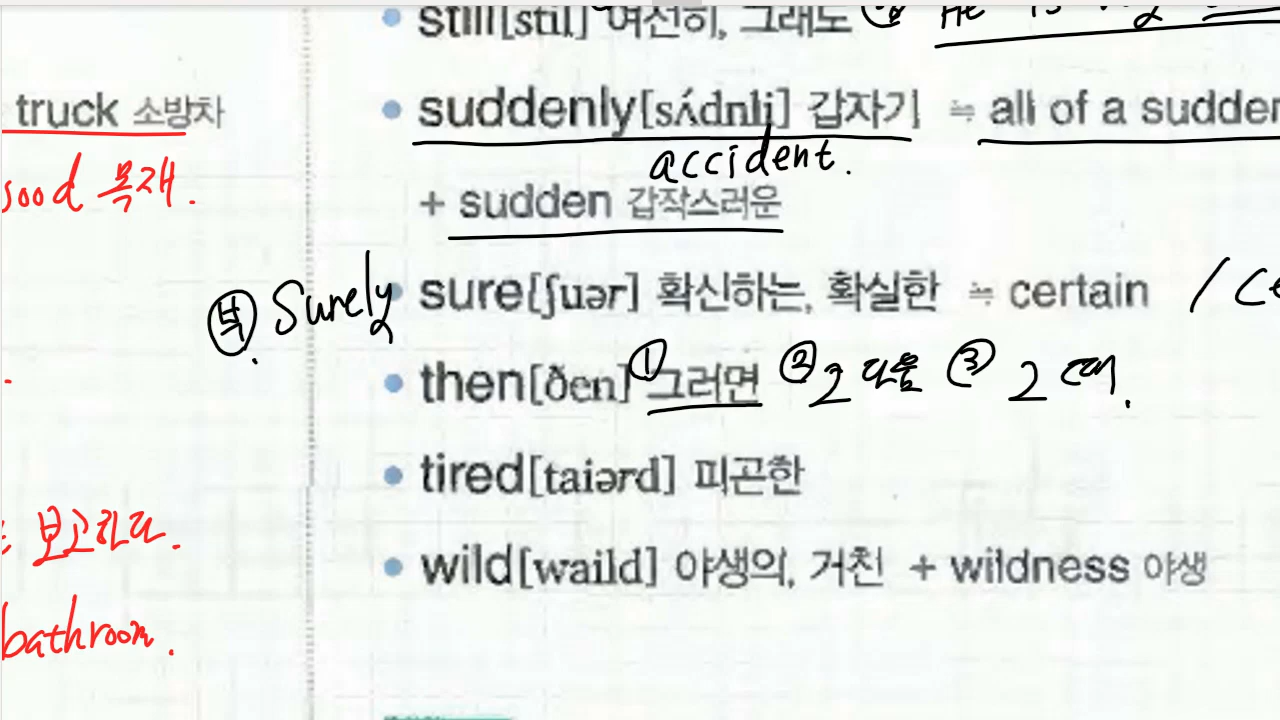 still[stil] 여전히, 그래도 He is
truck 소방차
suddenly[sʌ́dnli] 갑자기 ≒ all of a sudden
accident.
목재.
+ sudden 갑작스러운
부 Surely
sure[ʃuər] 확신하는, 확실한 ≒ certain /
then[ðen] ① 그러면 ② 그 다음 ③ 그 때.
tired[taiərd] 피곤한
보고하다.
wild[waild] 야생의, 거친 + wildness 야생
bathroom.